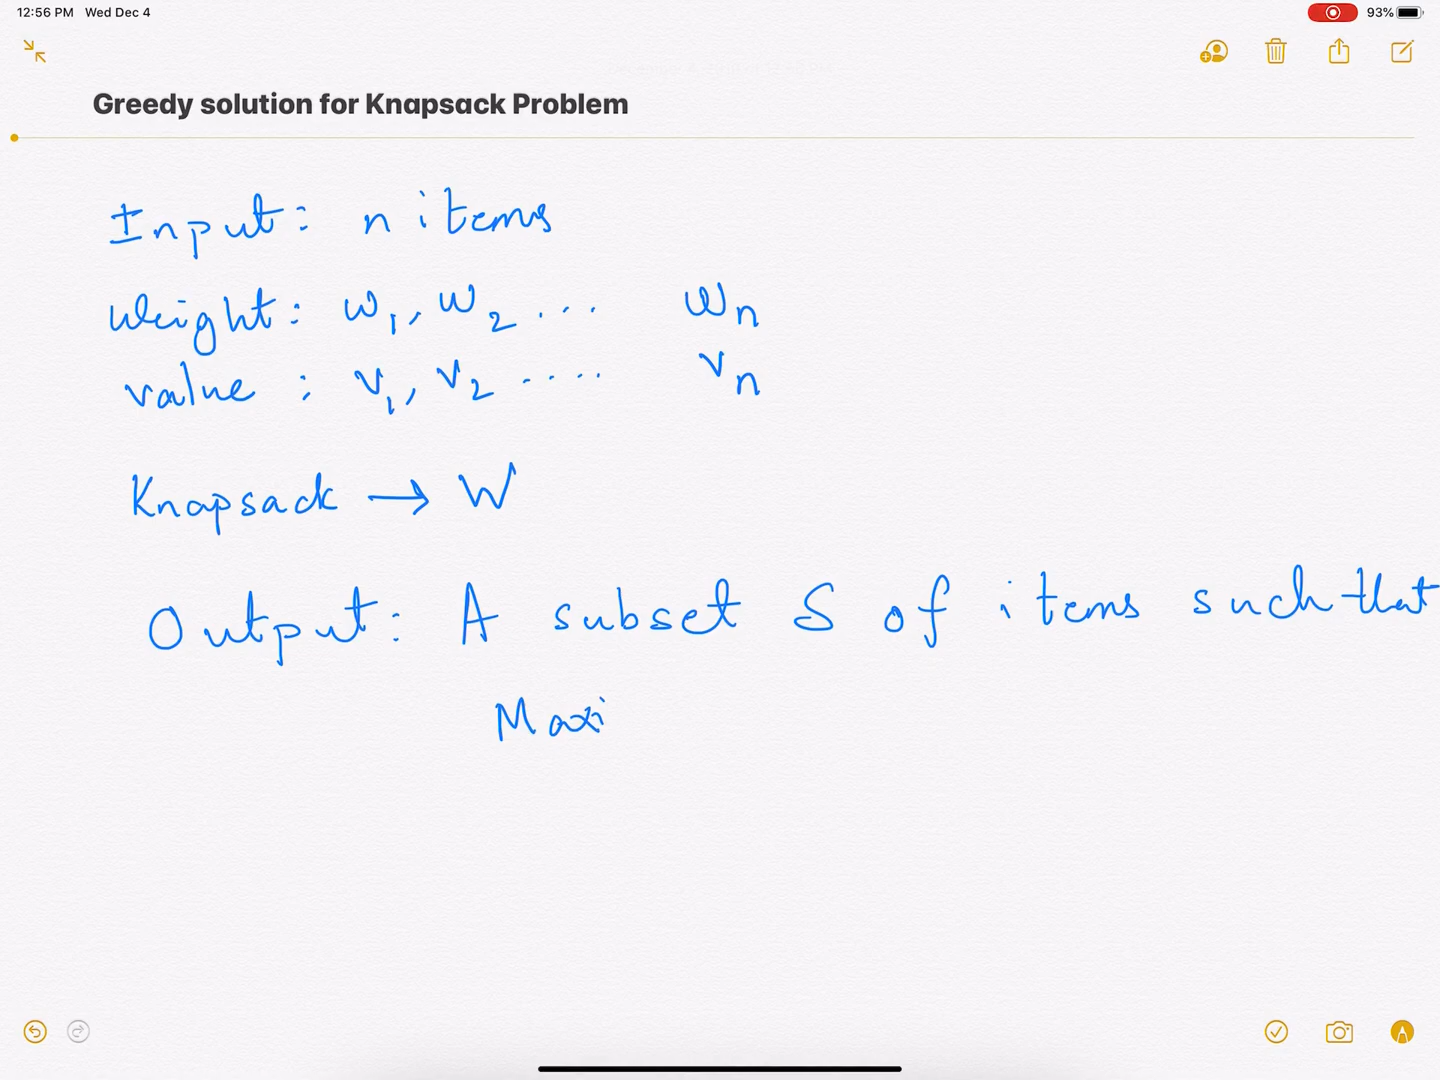 12:56 PM Wed Dec 4 93%
Greedy solution for Knapsack Problem
Input: n items
Weight: w1, w2 ... wn
value : v1, v2 .... vn
Knapsack → W
Output: A subset S of items such that
Maxi